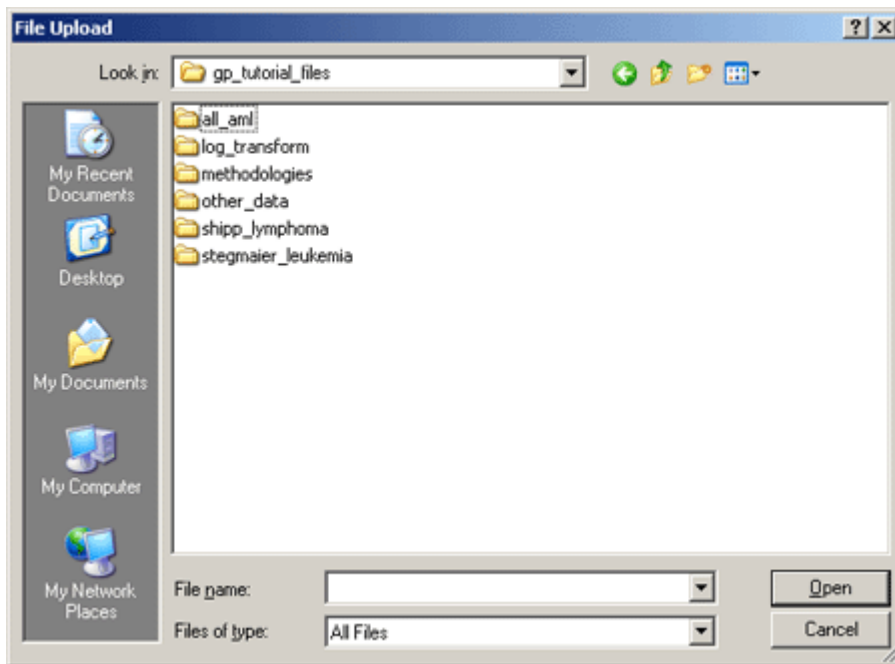 File Upload
Look in: gp_tutorial_files
My Recent
Documents
Desktop
My Documents
My Computer
My Network
Places
all_aml
log_transform
methodologies
other_data
shipp_lymphoma
stegmaier_leukemia
File name:
Open
Files of type: All Files
Cancel